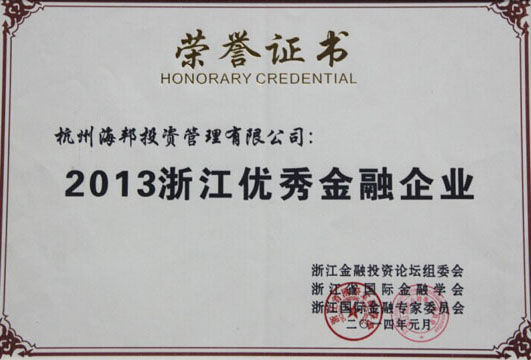 荣誉证书
HONORARY CREDENTIAL
杭州海邦投资管理有限公司：
2013浙江优秀金融企业
浙江金融投资论坛组委会
浙江省国际金融学会
浙江国际金融专家委员会
二〇一四年元月